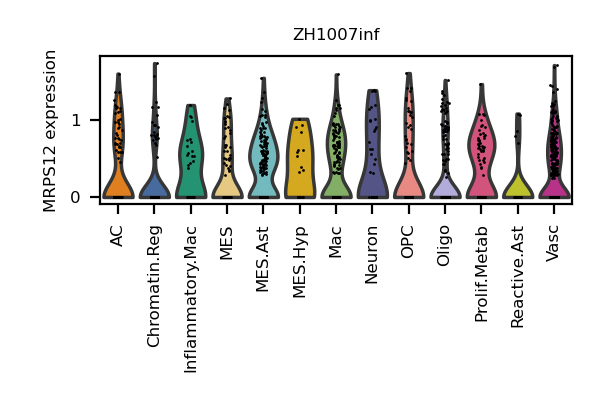 ZH1007inf
MRPS12 expression
1
0
AC
Chromatin.Reg
Inflammatory.Mac
MES
MES.Ast
MES.Hyp
Mac
Neuron
OPC
Oligo
Prolif.Metab
Reactive.Ast
Vasc